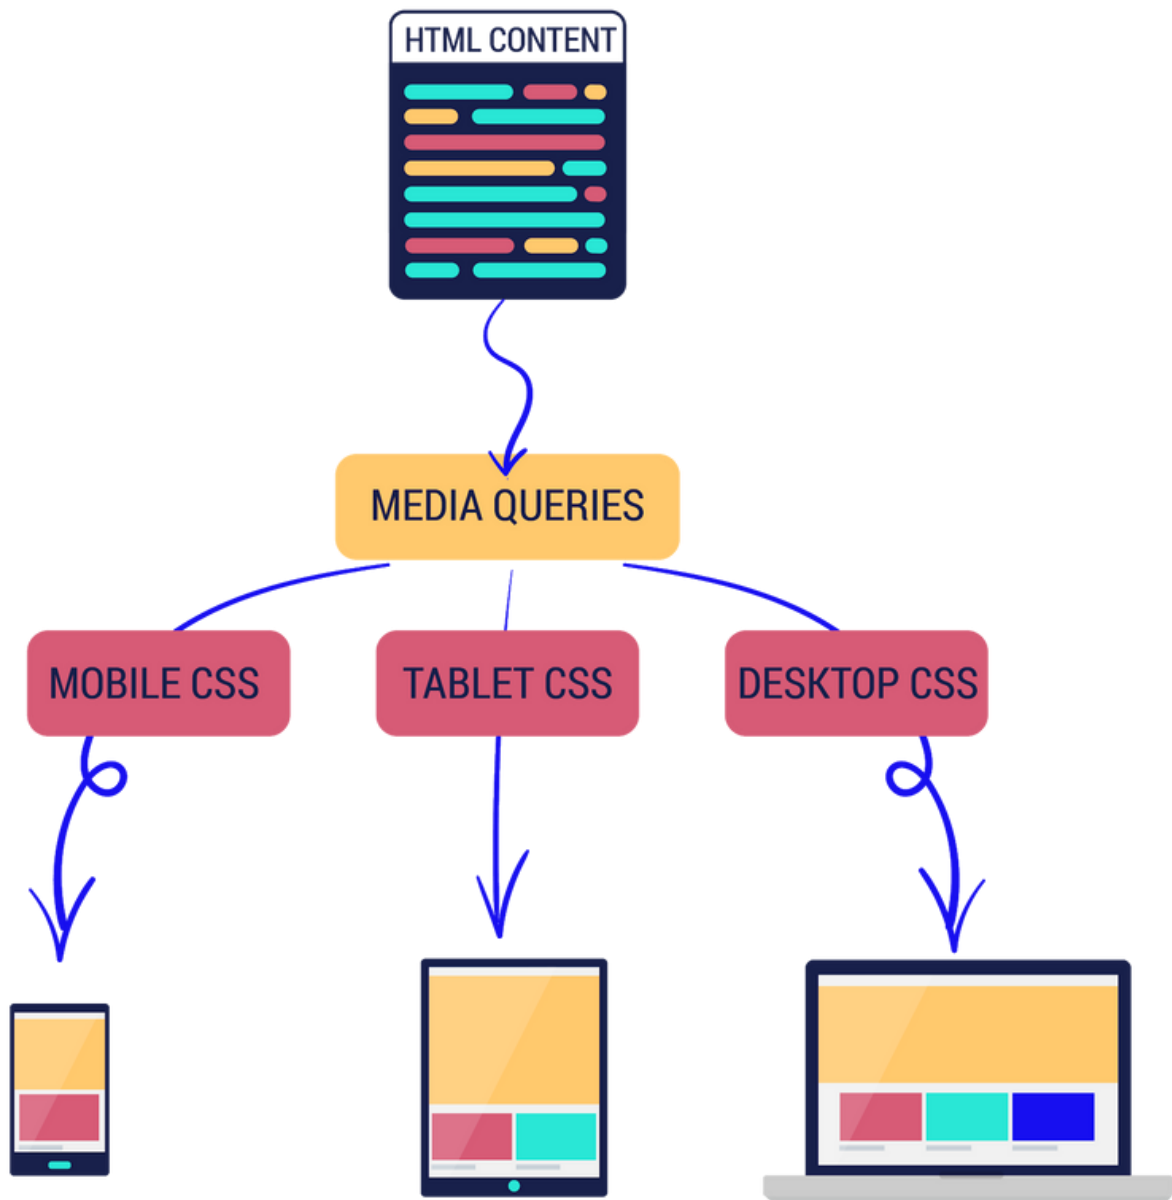 HTML CONTENT
MEDIA QUERIES
MOBILE CSS
TABLET CSS
DESKTOP CSS